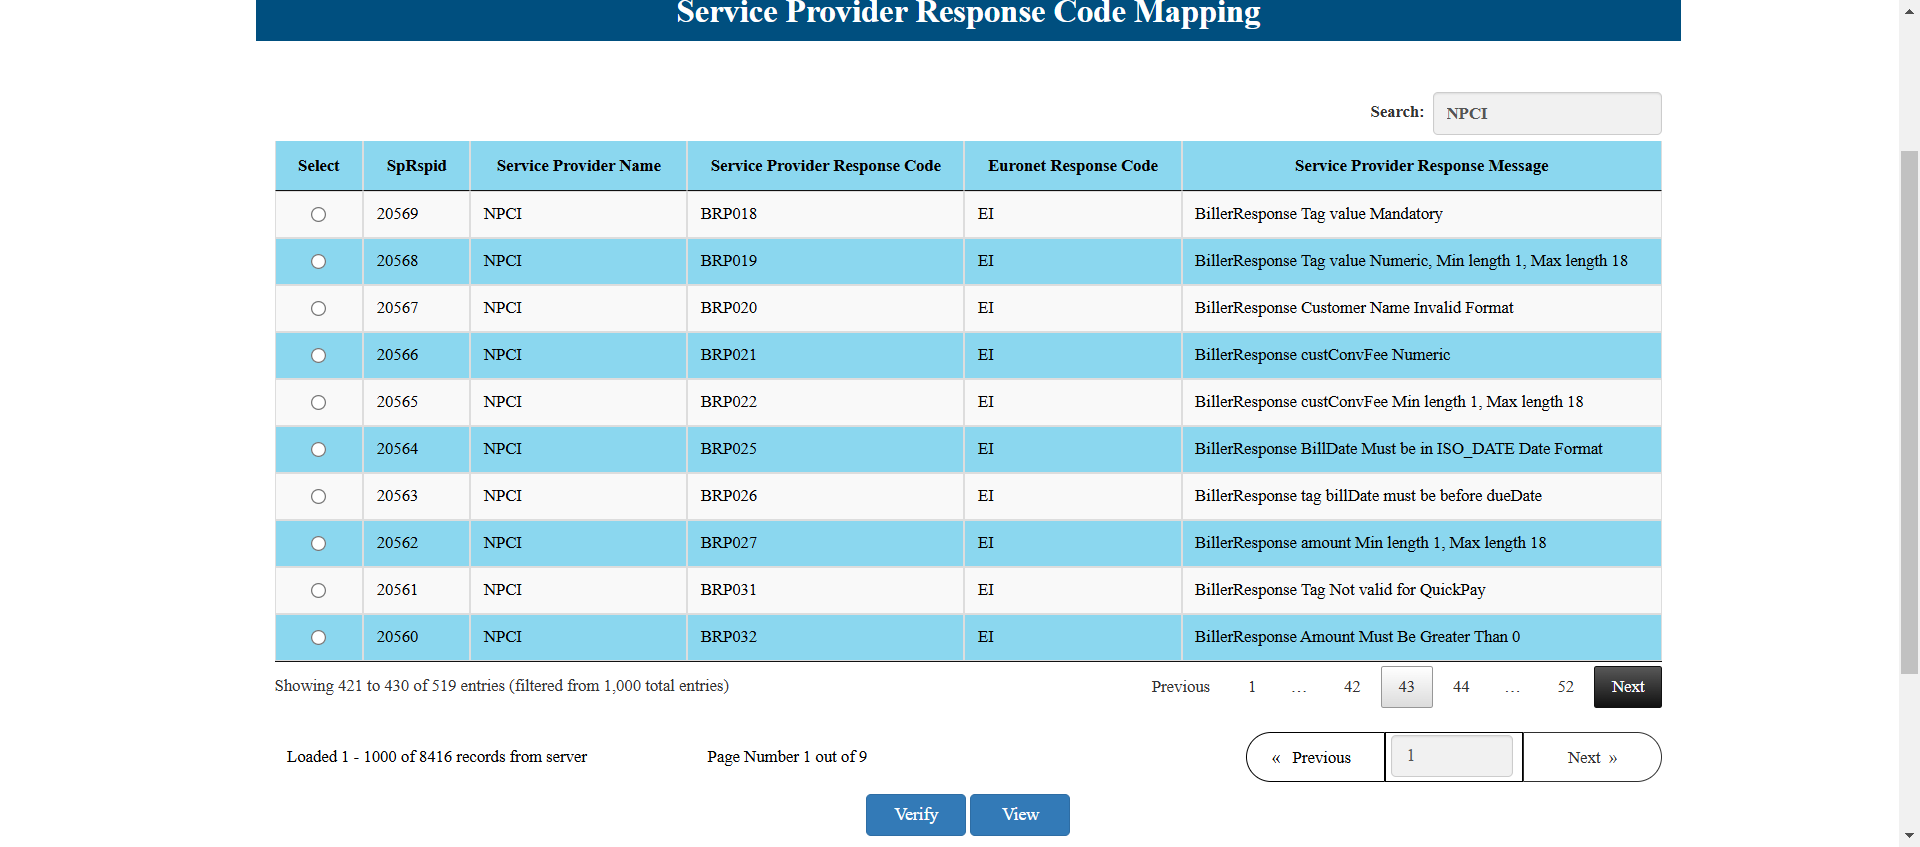 Service Provider Response Code Mapping
Search: NPCI
Select SpRspid Service Provider Name Service Provider Response Code Euronet Response Code Service Provider Response Message
20569 NPCI BRP018 EI BillerResponse Tag value Mandatory
20568 NPCI BRP019 EI BillerResponse Tag value Numeric, Min length 1, Max length 18
20567 NPCI BRP020 EI BillerResponse Customer Name Invalid Format
20566 NPCI BRP021 EI BillerResponse custConvFee Numeric
20565 NPCI BRP022 EI BillerResponse custConvFee Min length 1, Max length 18
20564 NPCI BRP025 EI BillerResponse BillDate Must be in ISO_DATE Date Format
20563 NPCI BRP026 EI BillerResponse tag billDate must be before dueDate
20562 NPCI BRP027 EI BillerResponse amount Min length 1, Max length 18
20561 NPCI BRP031 EI BillerResponse Tag Not valid for QuickPay
20560 NPCI BRP032 EI BillerResponse Amount Must Be Greater Than 0
Showing 421 to 430 of 519 entries (filtered from 1,000 total entries) Previous 1 … 42 43 44 … 52 Next
Loaded 1 - 1000 of 8416 records from server Page Number 1 out of 9 « Previous 1 Next »
Verify View